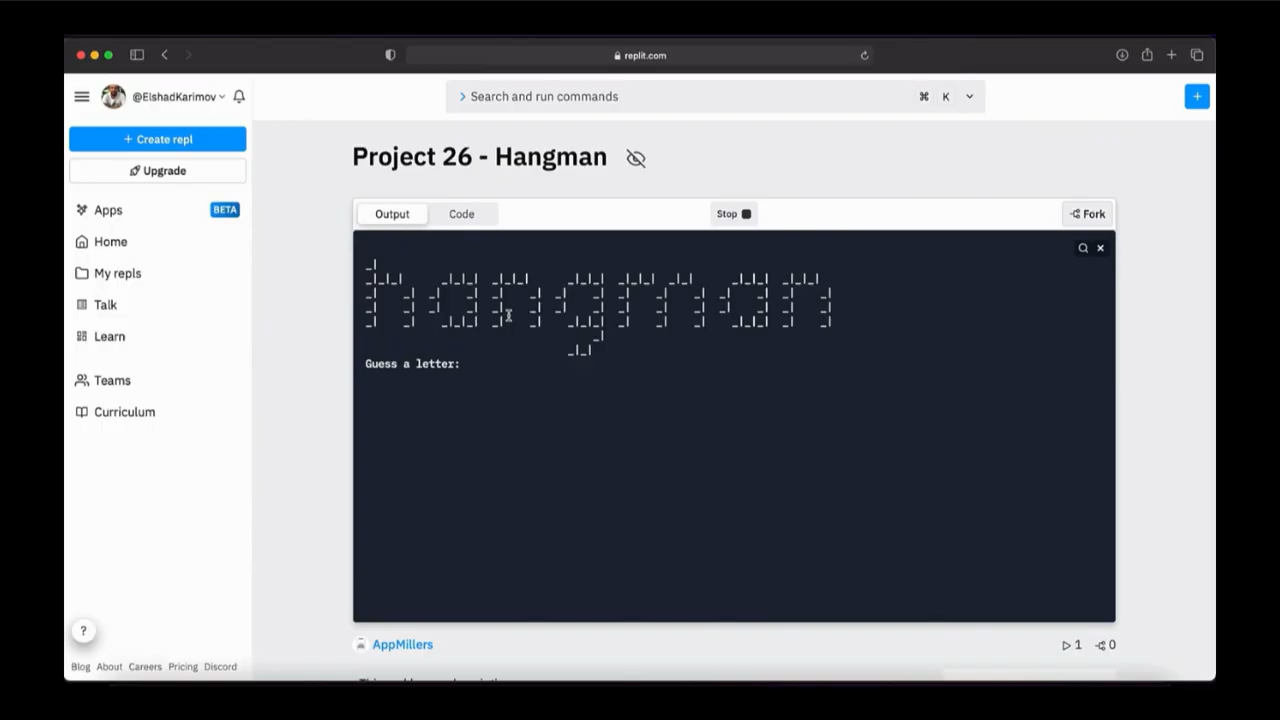 replit.com
@ElshadKarimov
Search and run commands
⌘ K
+ Create repl
Upgrade
Apps BETA
Home
My repls
Talk
Learn
Teams
Curriculum
Project 26 - Hangman
Output Code Stop Fork
hangman
Guess a letter:
AppMillers
1 0
?
Blog About Careers Pricing Discord